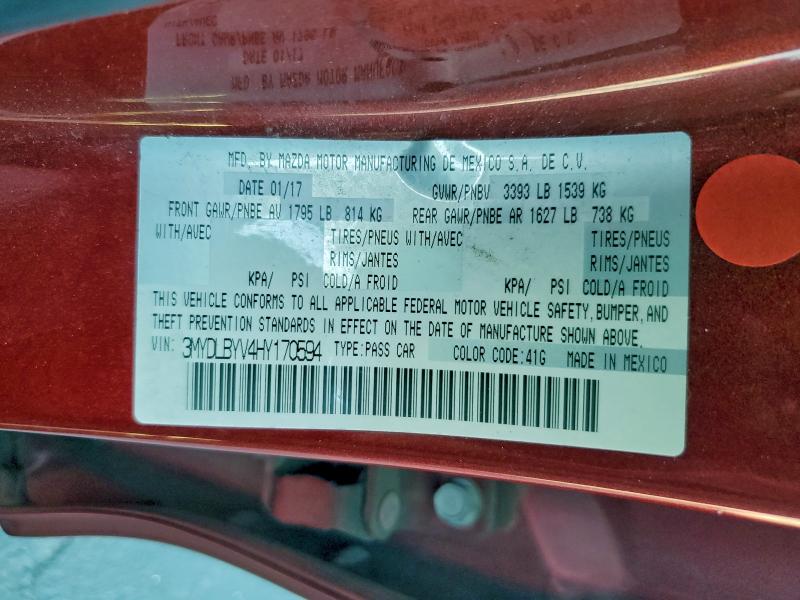 MFD. BY MAZDA MOTOR MANUFACTURING DE MEXICO S.A. DE C.V.
DATE 01/17 GVWR/PNBV 3393 LB 1539 KG
FRONT GAWR/PNBE AV 1795 LB 814 KG REAR GAWR/PNBE AR 1627 LB 738 KG
WITH/AVEC TIRES/PNEUS WITH/AVEC TIRES/PNEUS
RIMS/JANTES RIMS/JANTES
KPA/ PSI COLD/A FROID KPA/ PSI COLD/A FROID
THIS VEHICLE CONFORMS TO ALL APPLICABLE FEDERAL MOTOR VEHICLE SAFETY, BUMPER, AND
THEFT PREVENTION STANDARDS IN EFFECT ON THE DATE OF MANUFACTURE SHOWN ABOVE.
VIN: 3MYDLBYV4HY170594 TYPE:PASS CAR COLOR CODE:41G MADE IN MEXICO